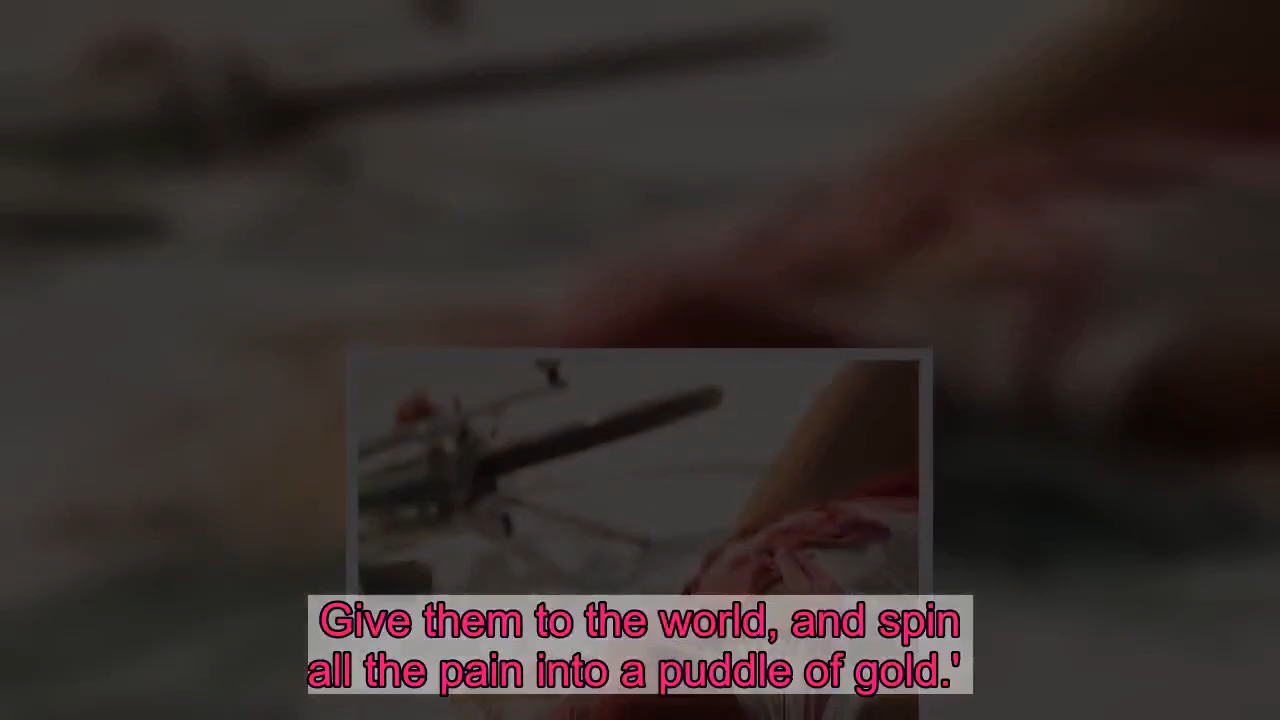 Give them to the world, and spin
all the pain into a puddle of gold.'